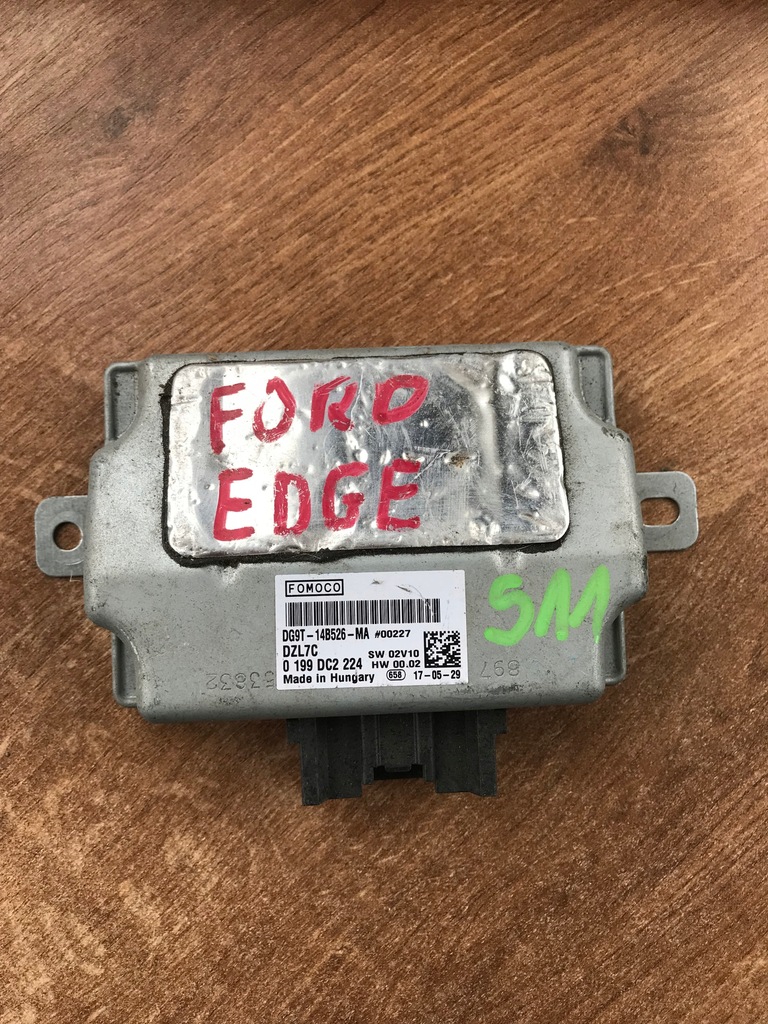 FORD
EDGE
FOMOCO
DG9T-14B526-MA #00227
DZL7C SW 02V10
0 199 DC2 224 HW 00.02
Made in Hungary 658 17-05-29
SM
897